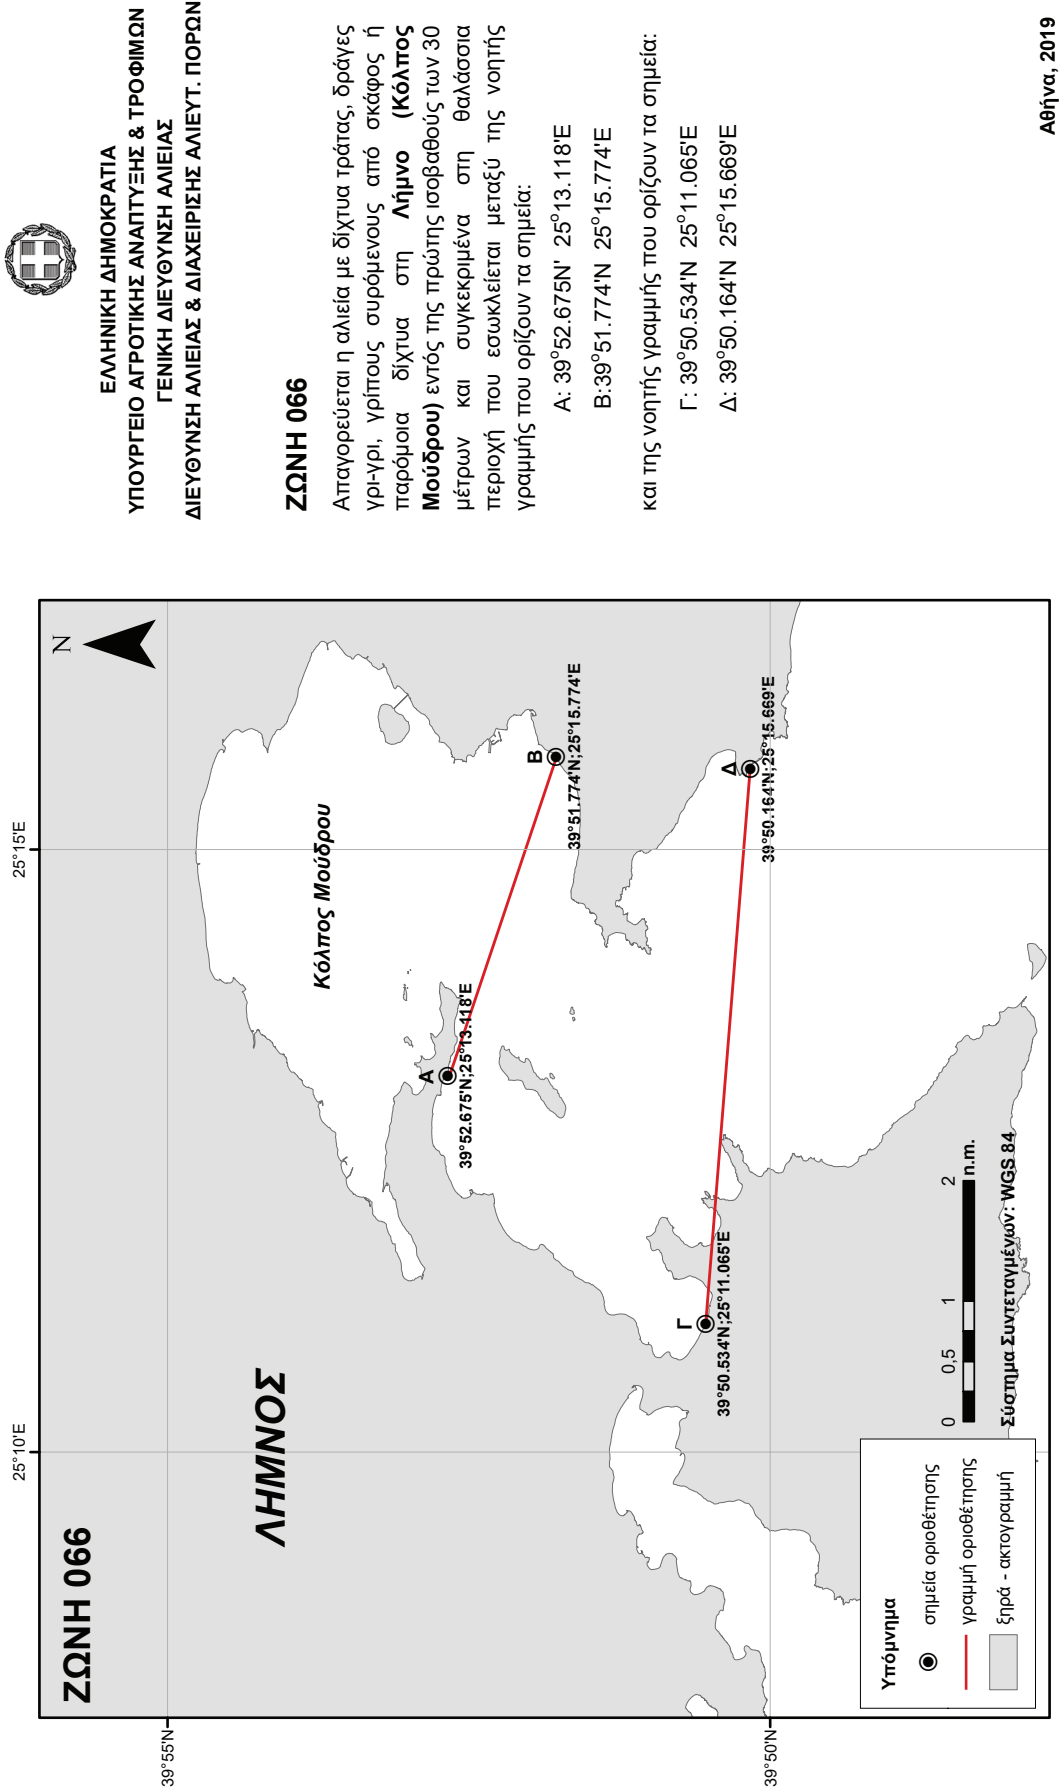 ΖΩΝΗ 066
25°10'E
25°15'E
39°55'N
39°50'N
N
ΛΗΜΝΟΣ
Κόλπος Μούδρου
Α
39°52.675'N;25°13.118'E
Β
39°51.774'N;25°15.774'E
Γ
39°50.534'N;25°11.065'E
Δ
39°50.164'N;25°15.669'E
Υπόμνημα
σημεία οριοθέτησης
γραμμή οριοθέτησης
ξηρά - ακτογραμμή
0 0,5 1 2
n.m.
Σύστημα Συντεταγμένων: WGS 84
ΕΛΛΗΝΙΚΗ ΔΗΜΟΚΡΑΤΙΑ
ΥΠΟΥΡΓΕΙΟ ΑΓΡΟΤΙΚΗΣ ΑΝΑΠΤΥΞΗΣ & ΤΡΟΦΙΜΩΝ
ΓΕΝΙΚΗ ΔΙΕΥΘΥΝΣΗ ΑΛΙΕΙΑΣ
ΔΙΕΥΘΥΝΣΗ ΑΛΙΕΙΑΣ & ΔΙΑΧΕΙΡΙΣΗΣ ΑΛΙΕΥΤ. ΠΟΡΩΝ
ΖΩΝΗ 066
Απαγορεύεται η αλιεία με δίχτυα τράτας, δράγες
γρι-γρι, γρίπους συρόμενους από σκάφος ή
παρόμοια δίχτυα στη Λήμνο (Κόλπος
Μούδρου) εντός της πρώτης ισοβαθούς των 30
μέτρων και συγκεκριμένα στη θαλάσσια
περιοχή που εσωκλείεται μεταξύ της νοητής
γραμμής που ορίζουν τα σημεία:
Α: 39°52.675N' 25°13.118'E
Β:39°51.774'N 25°15.774'E
και της νοητής γραμμής που ορίζουν τα σημεία:
Γ: 39°50.534'N 25°11.065'E
Δ: 39°50.164'N 25°15.669'E
Αθήνα, 2019